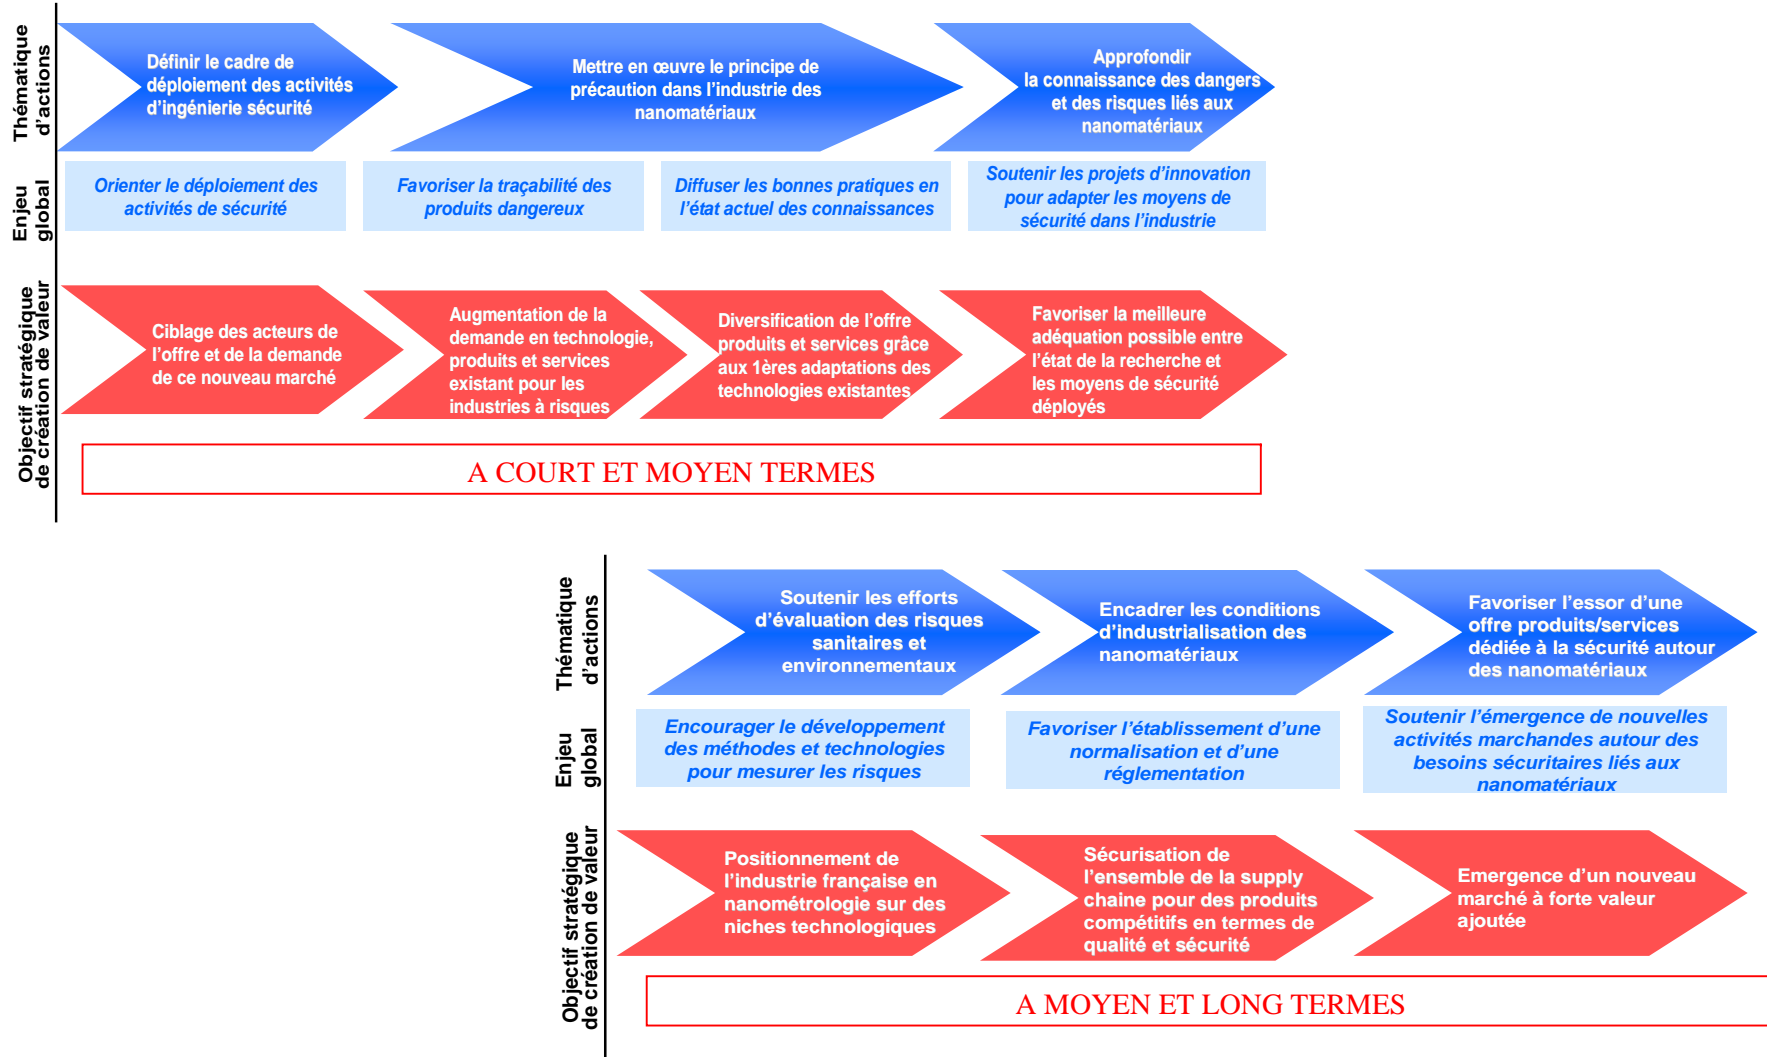 Thématique
d'actions
Définir le cadre de
déploiement des activités
d'ingénierie sécurité
Mettre en œuvre le principe de
précaution dans l'industrie des
nanomatériaux
Approfondir
la connaissance des dangers
et des risques liés aux
nanomatériaux
Enjeu
global
Orienter le déploiement des
activités de sécurité
Favoriser la traçabilité des
produits dangereux
Diffuser les bonnes pratiques en
l'état actuel des connaissances
Soutenir les projets d'innovation
pour adapter les moyens de
sécurité dans l'industrie
Objectif stratégique
de création de valeur
Ciblage des acteurs de
l'offre et de la demande
de ce nouveau marché
Augmentation de la
demande en technologie,
produits et services
existant pour les
industries à risques
Diversification de l'offre
produits et services grâce
aux 1ères adaptations des
technologies existantes
Favoriser la meilleure
adéquation possible entre
l'état de la recherche et
les moyens de sécurité
déployés
A COURT ET MOYEN TERMES
Thématique
d'actions
Soutenir les efforts
d'évaluation des risques
sanitaires et
environnementaux
Encadrer les conditions
d'industrialisation des
nanomatériaux
Favoriser l'essor d'une
offre produits/services
dédiée à la sécurité autour
des nanomatériaux
Enjeu
global
Encourager le développement
des méthodes et technologies
pour mesurer les risques
Favoriser l'établissement d'une
normalisation et d'une
réglementation
Soutenir l'émergence de nouvelles
activités marchandes autour des
besoins sécuritaires liés aux
nanomatériaux
Objectif stratégique
de création de valeur
Positionnement de
l'industrie française en
nanométrologie sur des
niches technologiques
Sécurisation de
l'ensemble de la supply
chaine pour des produits
compétitifs en termes de
qualité et sécurité
Emergence d'un nouveau
marché à forte valeur
ajoutée
A MOYEN ET LONG TERMES